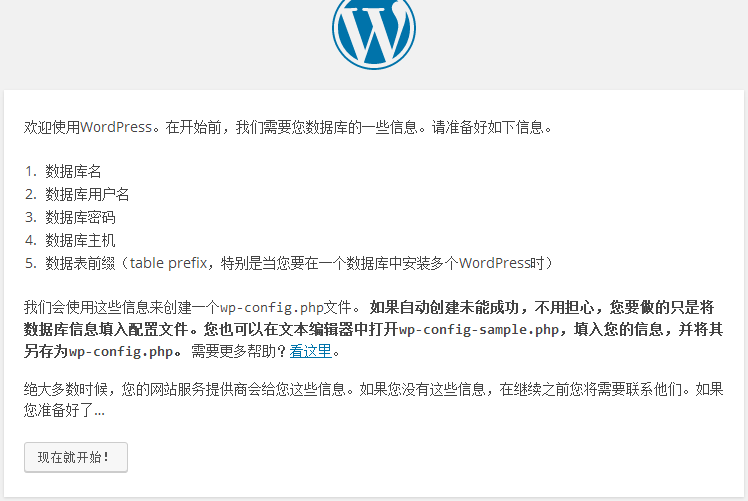 欢迎使用WordPress。在开始前，我们需要您数据库的一些信息。请准备好如下信息。
1. 数据库名
2. 数据库用户名
3. 数据库密码
4. 数据库主机
5. 数据表前缀（table prefix，特别是当您要在一个数据库中安装多个WordPress时）
我们会使用这些信息来创建一个wp-config.php文件。 如果自动创建未能成功，不用担心，您要做的只是将
数据库信息填入配置文件。您也可以在文本编辑器中打开wp-config-sample.php，填入您的信息，并将其
另存为wp-config.php。 需要更多帮助？看这里。
绝大多数时候，您的网站服务提供商会给您这些信息。如果您没有这些信息，在继续之前您将需要联系他们。如果
您准备好了…
现在就开始！